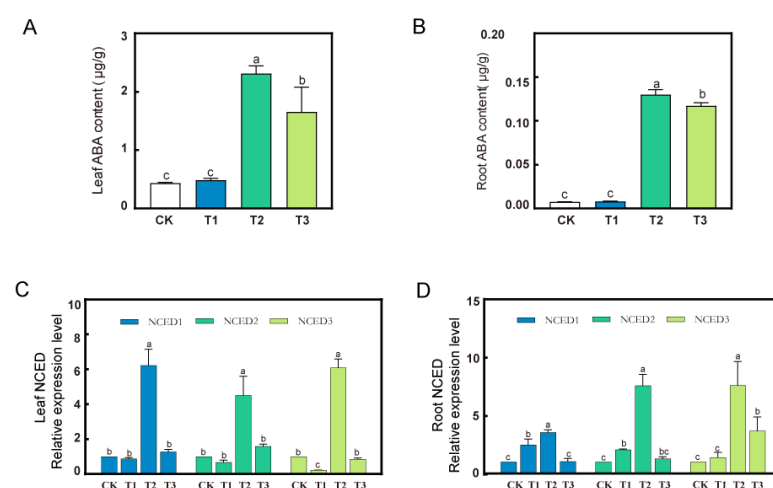 A
Leaf ABA content ( μg/g)
3
2
1
0
c
c
a
b
CK T1 T2 T3
B
Root ABA content( μg/g)
0.20
0.15
0.10
0.05
0.00
c
c
a
b
CK T1 T2 T3
C
Leaf NCED
Relative expression level
10
8
6
4
2
0
NCED1 NCED2 NCED3
b b a b b b a b b c a b
CK T1 T2 T3 CK T1 T2 T3 CK T1 T2 T3
D
Root NCED
Relative expression level
15
10
5
0
NCED1 NCED2 NCED3
c b a c c b a bc c c a b
CK T1 T2 T3 CK T1 T2 T3 CK T1 T2 T3